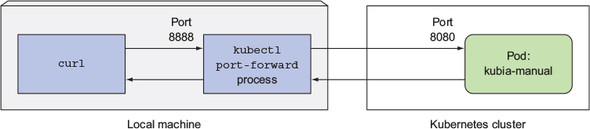 Port
8888
Port
8080
curl
kubectl
port-forward
process
Pod:
kubia-manual
Local machine
Kubernetes cluster